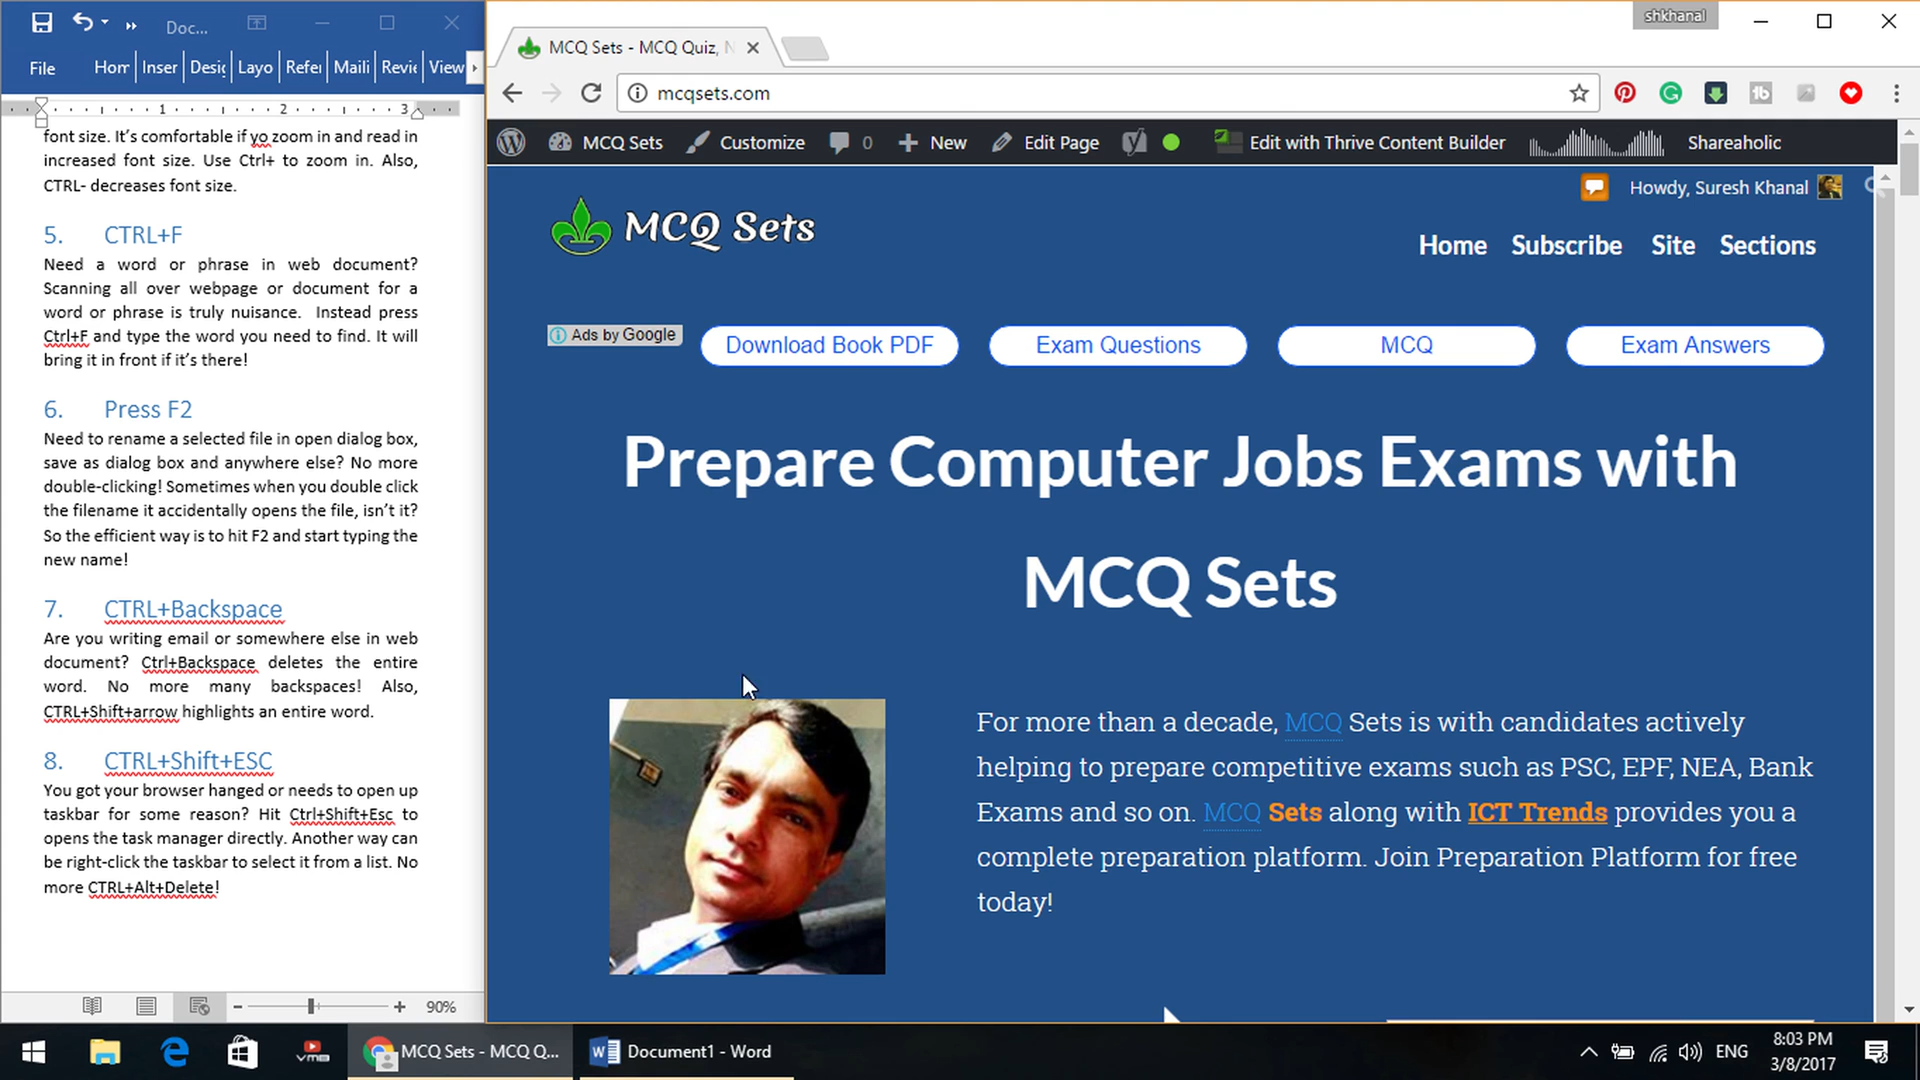 Doc...
File
Hom
Inser
Desig
Layo
Refer
Maili
Revie
View
1 2 3
font size. It’s comfortable if yo zoom in and read in
increased font size. Use Ctrl+ to zoom in. Also,
CTRL- decreases font size.
5. CTRL+F
Need a word or phrase in web document?
Scanning all over webpage or document for a
word or phrase is truly nuisance. Instead press
Ctrl+F and type the word you need to find. It will
bring it in front if it’s there!
6. Press F2
Need to rename a selected file in open dialog box,
save as dialog box and anywhere else? No more
double-clicking! Sometimes when you double click
the filename it accidentally opens the file, isn’t it?
So the efficient way is to hit F2 and start typing the
new name!
7. CTRL+Backspace
Are you writing email or somewhere else in web
document? Ctrl+Backspace deletes the entire
word. No more many backspaces! Also,
CTRL+Shift+arrow highlights an entire word.
8. CTRL+Shift+ESC
You got your browser hanged or needs to open up
taskbar for some reason? Hit Ctrl+Shift+Esc to
opens the task manager directly. Another way can
be right-click the taskbar to select it from a list. No
more CTRL+Alt+Delete!
90%
shkhanal
MCQ Sets - MCQ Quiz, N
mcqsets.com
MCQ Sets
Customize
0
New
Edit Page
Edit with Thrive Content Builder
Shareaholic
Howdy, Suresh Khanal
MCQ Sets
Home Subscribe Site Sections
Ads by Google
Download Book PDF
Exam Questions
MCQ
Exam Answers
Prepare Computer Jobs Exams with
MCQ Sets
For more than a decade, MCQ Sets is with candidates actively
helping to prepare competitive exams such as PSC, EPF, NEA, Bank
Exams and so on. MCQ Sets along with ICT Trends provides you a
complete preparation platform. Join Preparation Platform for free
today!
MCQ Sets - MCQ Q...
Document1 - Word
ENG
8:03 PM
3/8/2017